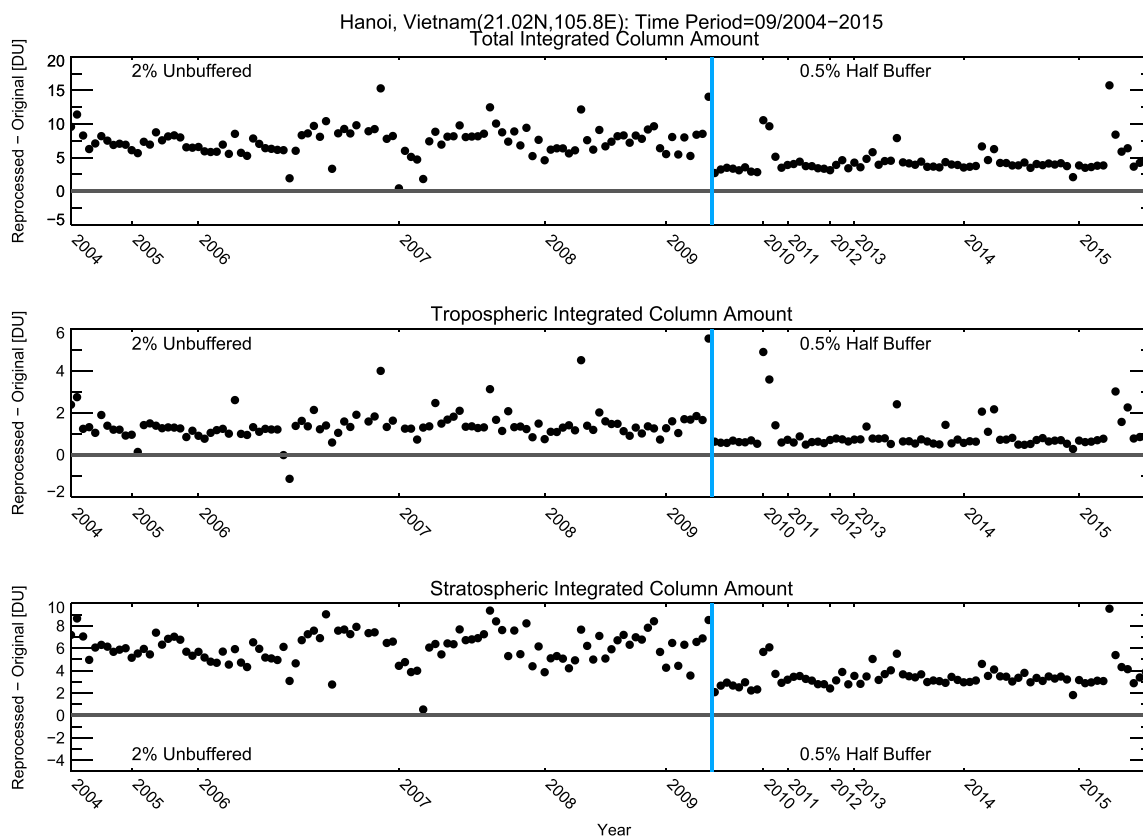 Hanoi, Vietnam(21.02N,105.8E): Time Period=09/2004−2015
Total Integrated Column Amount
Reprocessed − Original [DU]
20
15
10
5
0
−5
2% Unbuffered
0.5% Half Buffer
2004 2005 2006 2007 2008 2009 2010 2011 2012 2013 2014 2015
Tropospheric Integrated Column Amount
Reprocessed − Original [DU]
6
4
2
0
−2
2% Unbuffered
0.5% Half Buffer
2004 2005 2006 2007 2008 2009 2010 2011 2012 2013 2014 2015
Stratospheric Integrated Column Amount
Reprocessed − Original [DU]
10
8
6
4
2
0
−2
−4
2% Unbuffered
0.5% Half Buffer
2004 2005 2006 2007 2008 2009 2010 2011 2012 2013 2014 2015
Year